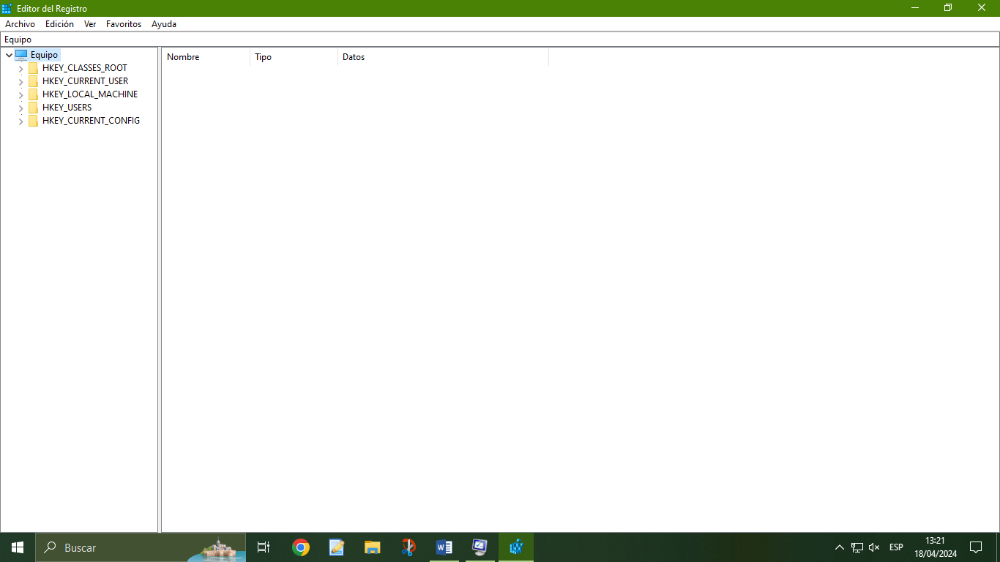 Editor del Registro
Archivo Edición Ver Favoritos Ayuda
Equipo
Equipo
HKEY_CLASSES_ROOT
HKEY_CURRENT_USER
HKEY_LOCAL_MACHINE
HKEY_USERS
HKEY_CURRENT_CONFIG
Nombre Tipo Datos
Buscar
ESP
13:21
18/04/2024